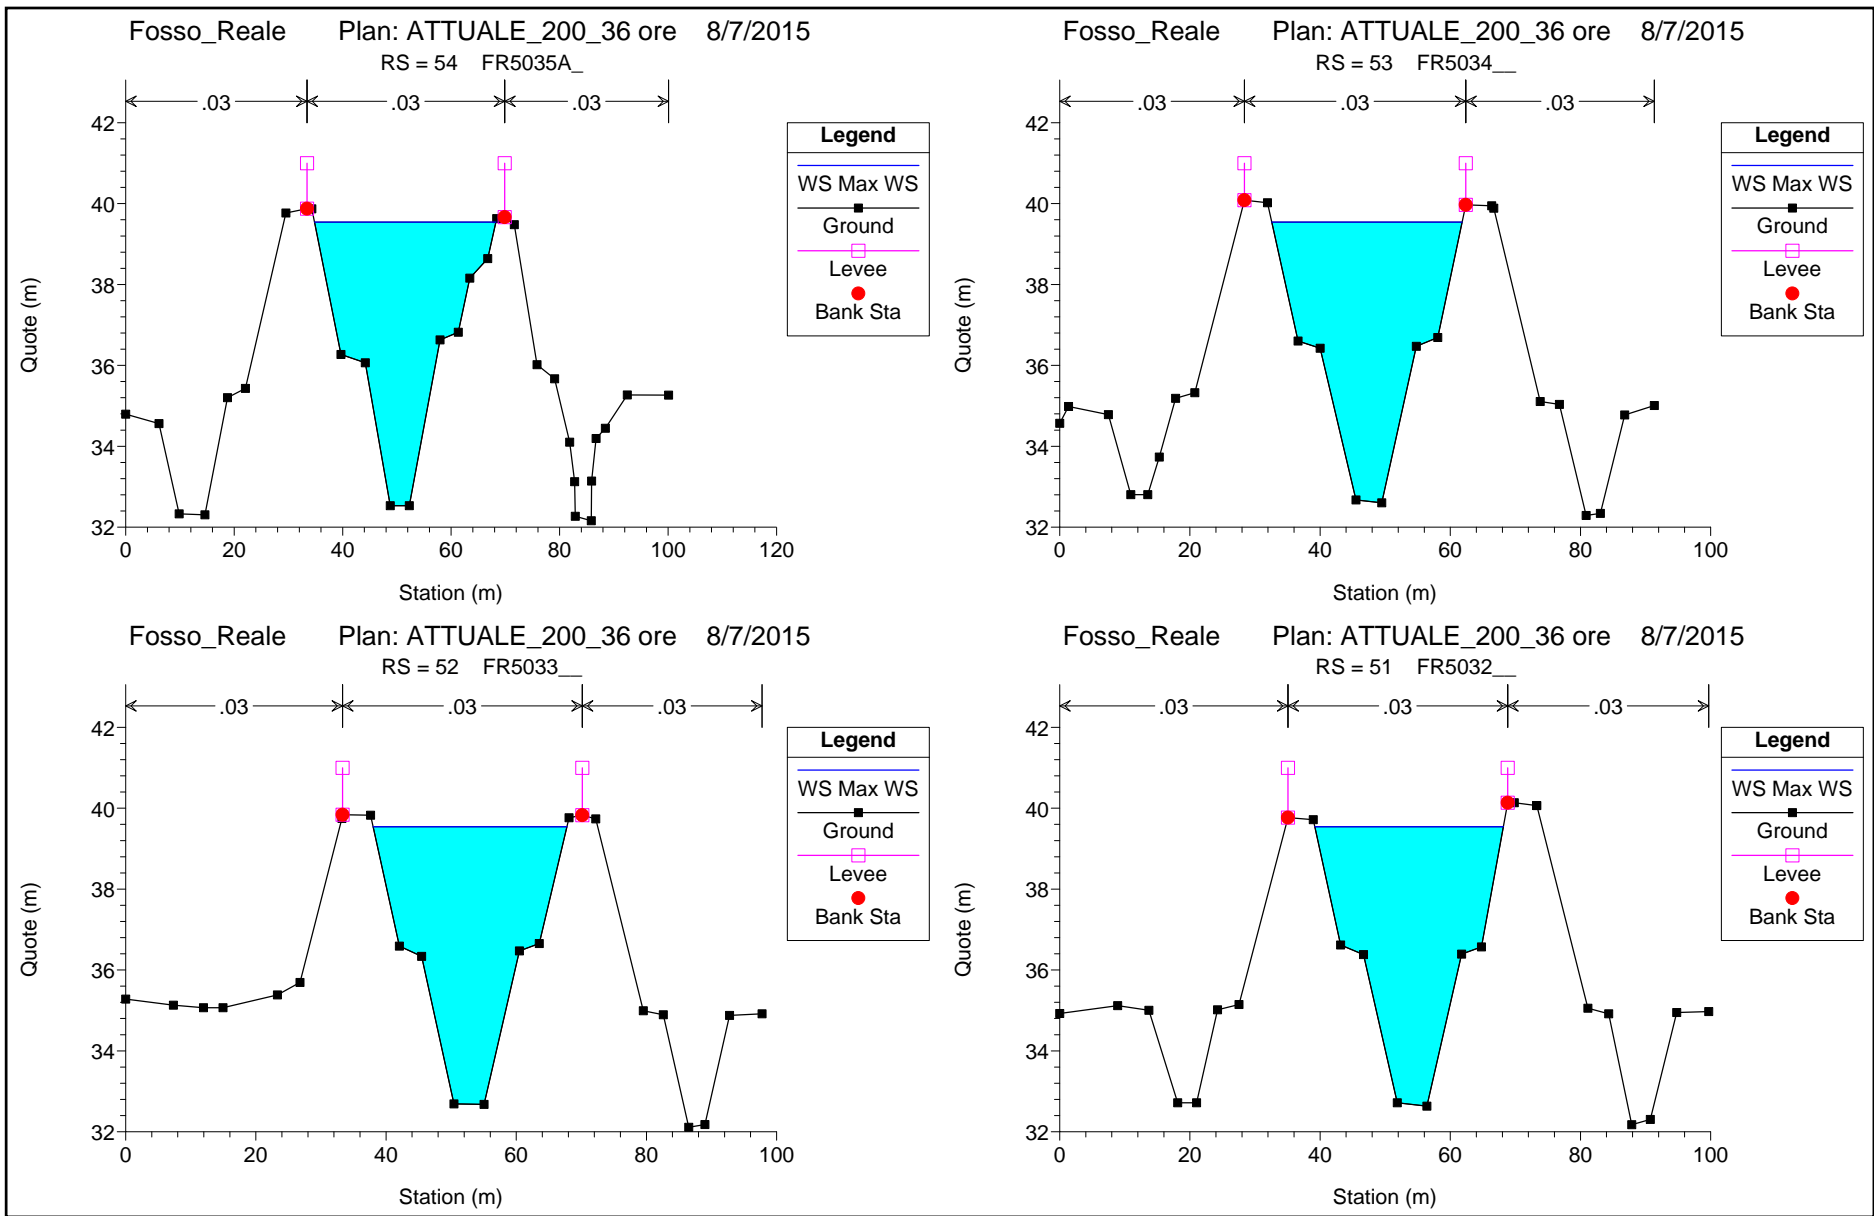 Fosso_Reale Plan: ATTUALE_200_36 ore 8/7/2015
RS = 54 FR5035A_
.03 .03 .03
42
40
38
36
34
32
0 20 40 60 80 100 120
Quote (m)
Station (m)
Legend
WS Max WS
Ground
Levee
Bank Sta
Fosso_Reale Plan: ATTUALE_200_36 ore 8/7/2015
RS = 53 FR5034__
.03 .03 .03
42
40
38
36
34
32
0 20 40 60 80 100
Quote (m)
Station (m)
Legend
WS Max WS
Ground
Levee
Bank Sta
Fosso_Reale Plan: ATTUALE_200_36 ore 8/7/2015
RS = 52 FR5033__
.03 .03 .03
42
40
38
36
34
32
0 20 40 60 80 100
Quote (m)
Station (m)
Legend
WS Max WS
Ground
Levee
Bank Sta
Fosso_Reale Plan: ATTUALE_200_36 ore 8/7/2015
RS = 51 FR5032__
.03 .03 .03
42
40
38
36
34
32
0 20 40 60 80 100
Quote (m)
Station (m)
Legend
WS Max WS
Ground
Levee
Bank Sta